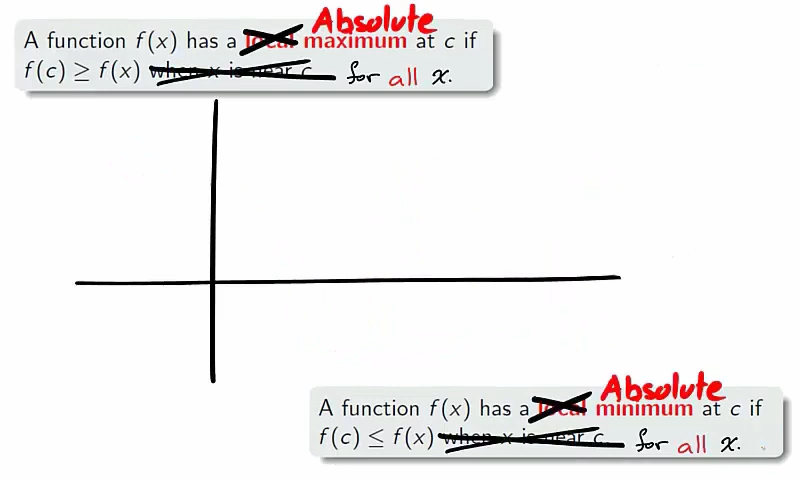 Absolute
A function f(x) has a local maximum at c if
f(c) ≥ f(x) when x is near c for all x.
Absolute
A function f(x) has a local minimum at c if
f(c) ≤ f(x) when x is near c. for all x.